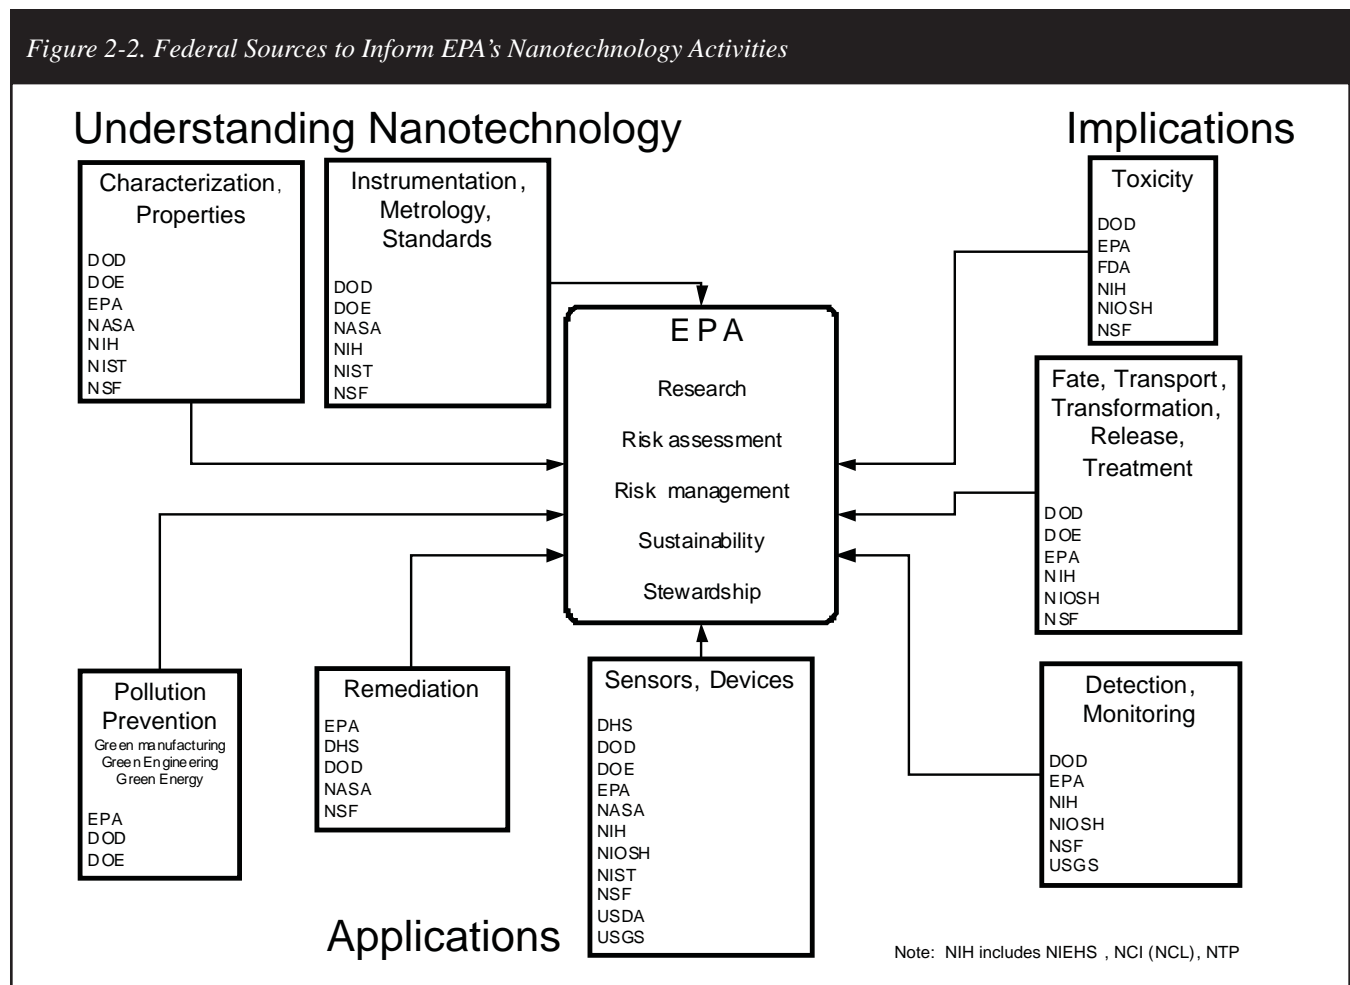 Figure 2-2. Federal Sources to Inform EPA's Nanotechnology Activities
Understanding Nanotechnology
Characterization,
Properties
DOD
DOE
EPA
NASA
NIH
NIST
NSF
Instrumentation,
Metrology,
Standards
DOD
DOE
NASA
NIH
NIST
NSF
Implications
Toxicity
DOD
EPA
FDA
NIH
NIOSH
NSF
EPA
Research
Risk assessment
Risk management
Sustainability
Stewardship
Fate, Transport,
Transformation,
Release,
Treatment
DOD
DOE
EPA
NIH
NIOSH
NSF
Pollution
Prevention
Green manufacturing
Green Engineering
Green Energy
EPA
DOD
DOE
Remediation
EPA
DHS
DOD
NASA
NSF
Sensors, Devices
DHS
DOD
DOE
EPA
NASA
NIH
NIOSH
NIST
NSF
USDA
USGS
Detection,
Monitoring
DOD
EPA
NIH
NIOSH
NSF
USGS
Applications
Note: NIH includes NIEHS , NCI (NCL), NTP